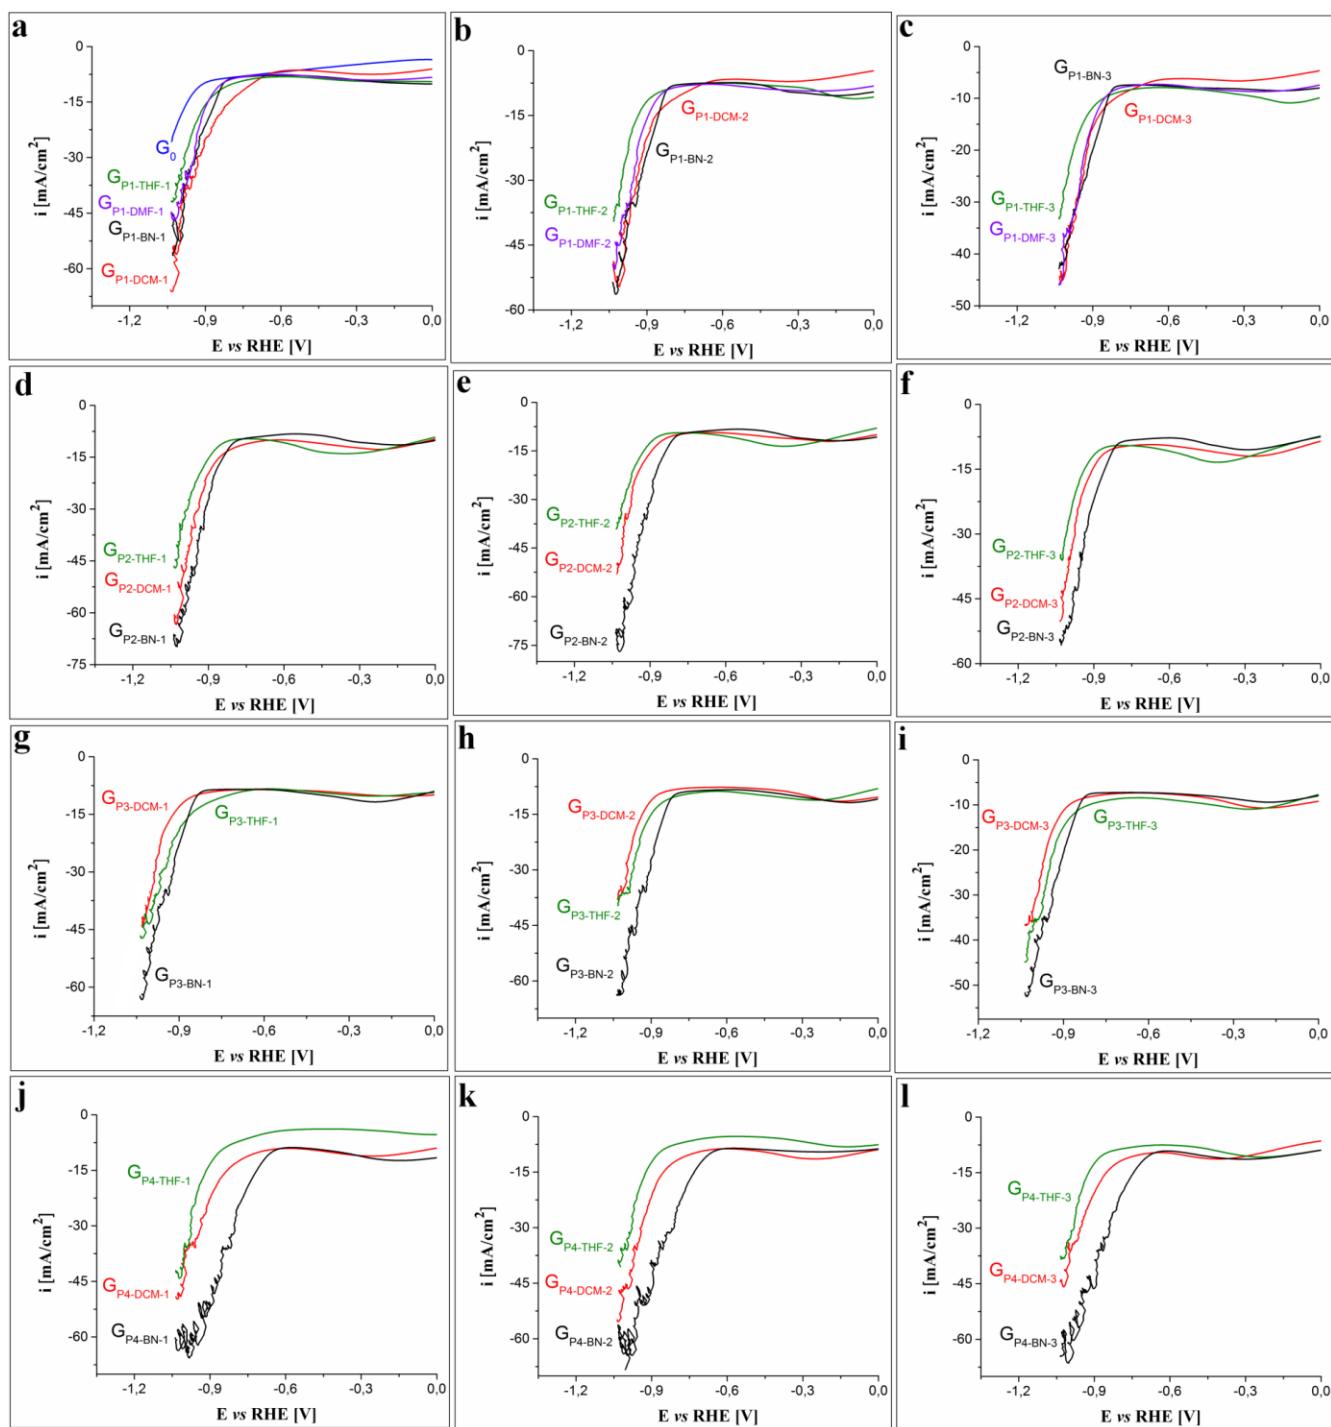 a
0
-15
-30
-45
-60
i [mA/cm²]
G0
GP1-THF-1
GP1-DMF-1
GP1-BN-1
GP1-DCM-1
-1,2 -0,9 -0,6 -0,3 0,0
E vs RHE [V]
b
0
-15
-30
-45
-60
i [mA/cm²]
GP1-DCM-2
GP1-BN-2
GP1-THF-2
GP1-DMF-2
-1,2 -0,9 -0,6 -0,3 0,0
E vs RHE [V]
c
0
-10
-20
-30
-40
-50
i [mA/cm²]
GP1-BN-3
GP1-DCM-3
GP1-THF-3
GP1-DMF-3
-1,2 -0,9 -0,6 -0,3 0,0
E vs RHE [V]
d
0
-15
-30
-45
-60
-75
i [mA/cm²]
GP2-THF-1
GP2-DCM-1
GP2-BN-1
-1,2 -0,9 -0,6 -0,3 0,0
E vs RHE [V]
e
0
-15
-30
-45
-60
-75
i [mA/cm²]
GP2-THF-2
GP2-DCM-2
GP2-BN-2
-1,2 -0,9 -0,6 -0,3 0,0
E vs RHE [V]
f
0
-15
-30
-45
-60
i [mA/cm²]
GP2-THF-3
GP2-DCM-3
GP2-BN-3
-1,2 -0,9 -0,6 -0,3 0,0
E vs RHE [V]
g
0
-15
-30
-45
-60
i [mA/cm²]
GP3-DCM-1
GP3-THF-1
GP3-BN-1
-1,2 -0,9 -0,6 -0,3 0,0
E vs RHE [V]
h
0
-15
-30
-45
-60
i [mA/cm²]
GP3-DCM-2
GP3-THF-2
GP3-BN-2
-1,2 -0,9 -0,6 -0,3 0,0
E vs RHE [V]
i
0
-10
-20
-30
-40
-50
i [mA/cm²]
GP3-DCM-3
GP3-THF-3
GP3-BN-3
-1,2 -0,9 -0,6 -0,3 0,0
E vs RHE [V]
j
0
-15
-30
-45
-60
i [mA/cm²]
GP4-THF-1
GP4-DCM-1
GP4-BN-1
-1,2 -0,9 -0,6 -0,3 0,0
E vs RHE [V]
k
0
-15
-30
-45
-60
i [mA/cm²]
GP4-THF-2
GP4-DCM-2
GP4-BN-2
-1,2 -0,9 -0,6 -0,3 0,0
E vs RHE [V]
l
0
-15
-30
-45
-60
i [mA/cm²]
GP4-THF-3
GP4-DCM-3
GP4-BN-3
-1,2 -0,9 -0,6 -0,3 0,0
E vs RHE [V]